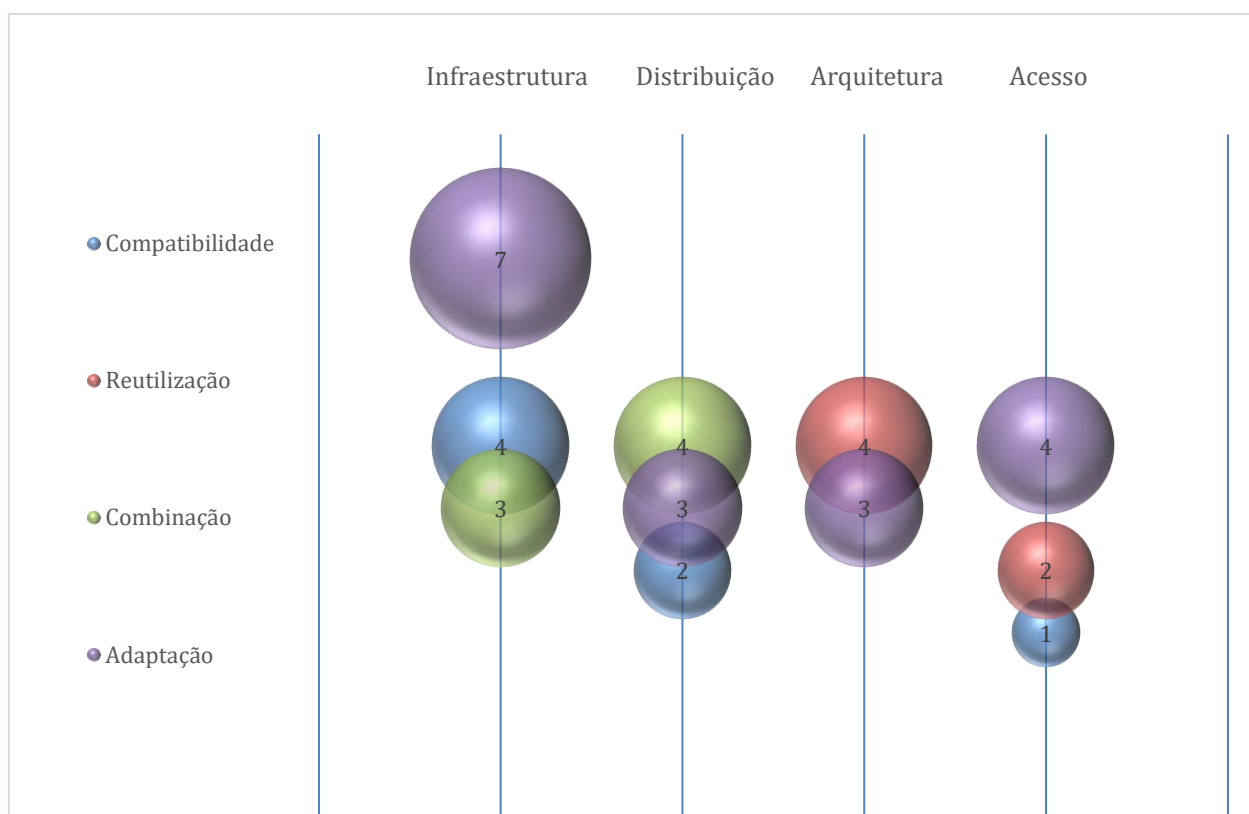 Infraestrutura Distribuição Arquitetura Acesso
7
Compatibilidade
Reutilização
4 4 4 4
3 3 3
Combinação
2 2
1
Adaptação